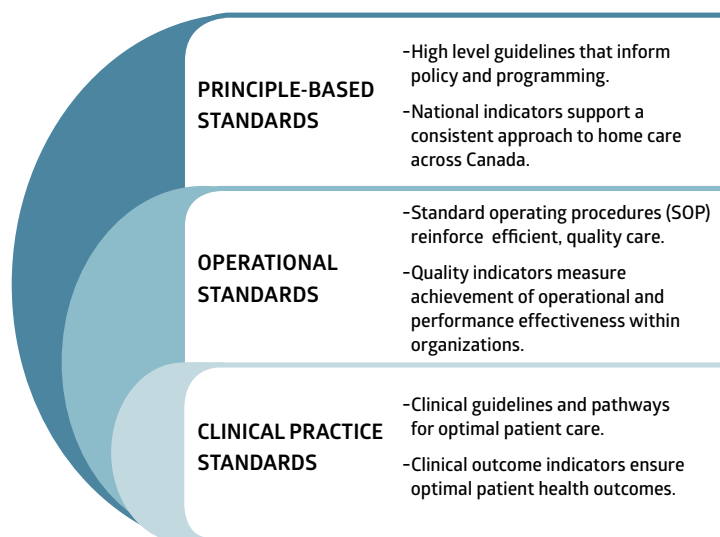 PRINCIPLE-BASED
STANDARDS
-High level guidelines that inform
policy and programming.
-National indicators support a
consistent approach to home care
across Canada.
OPERATIONAL
STANDARDS
-Standard operating procedures (SOP)
reinforce efficient, quality care.
-Quality indicators measure
achievement of operational and
performance effectiveness within
organizations.
CLINICAL PRACTICE
STANDARDS
-Clinical guidelines and pathways
for optimal patient care.
-Clinical outcome indicators ensure
optimal patient health outcomes.